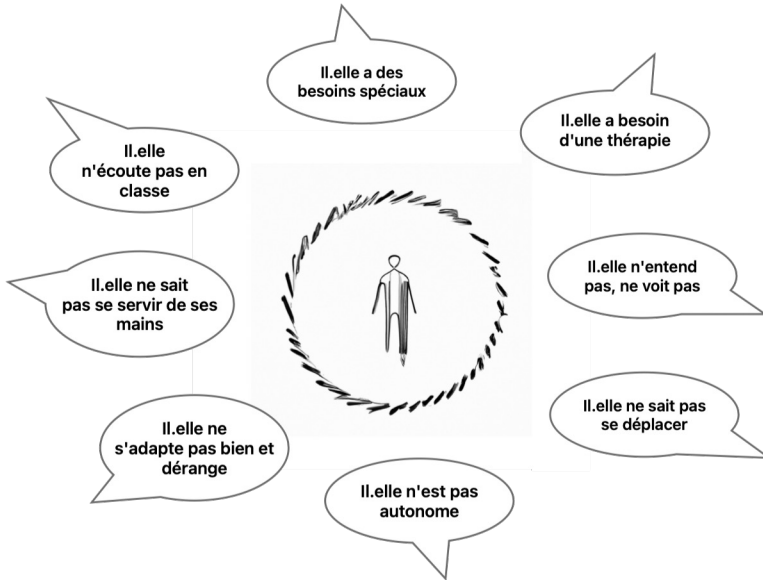 Il.elle a des
besoins spéciaux
Il.elle a besoin
d'une thérapie
Il.elle
n'écoute pas en
classe
Il.elle n'entend
pas, ne voit pas
Il.elle ne sait
pas se servir de ses
mains
Il.elle ne sait pas
se déplacer
Il.elle ne
s'adapte pas bien et
dérange
Il.elle n'est pas
autonome